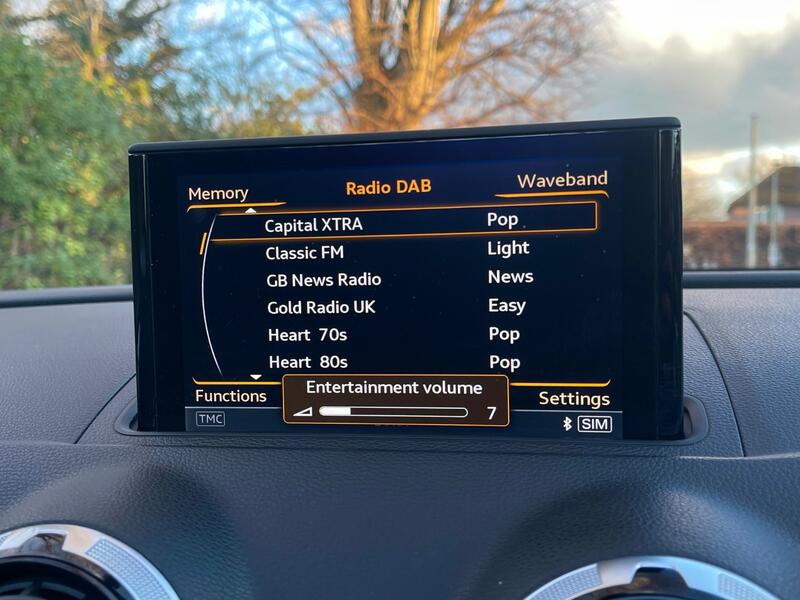 Memory Radio DAB Waveband
Capital XTRA Pop
Classic FM Light
GB News Radio News
Gold Radio UK Easy
Heart 70s Pop
Heart 80s Pop
Functions Entertainment volume Settings
7
TMC SIM